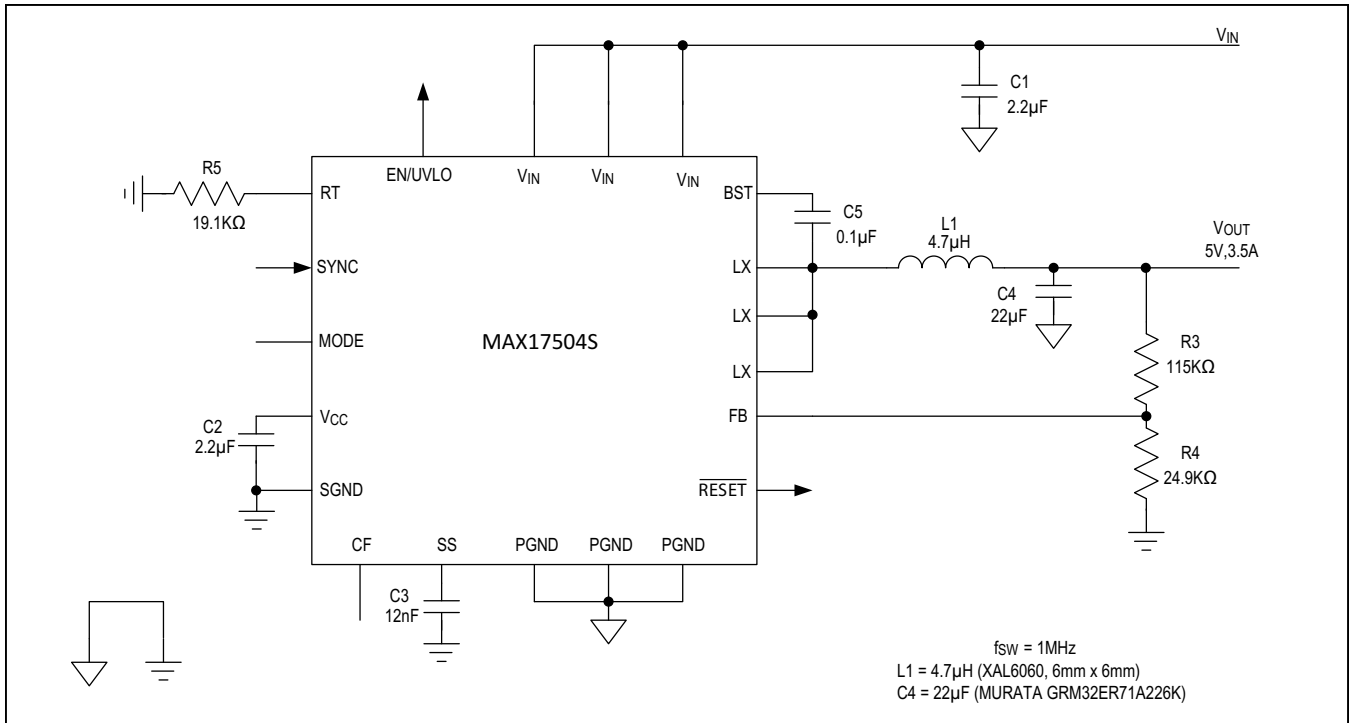 VIN
C1
2.2µF
R5
19.1KΩ
RT
EN/UVLO
VIN
VIN
VIN
BST
C5
0.1µF
L1
4.7µH
VOUT
5V,3.5A
SYNC
LX
C4
22µF
LX
MODE
MAX17504S
R3
115KΩ
LX
VCC
FB
C2
2.2µF
R4
24.9KΩ
SGND
RESET
CF
SS
PGND
PGND
PGND
C3
12nF
fSW = 1MHz
L1 = 4.7µH (XAL6060, 6mm x 6mm)
C4 = 22µF (MURATA GRM32ER71A226K)